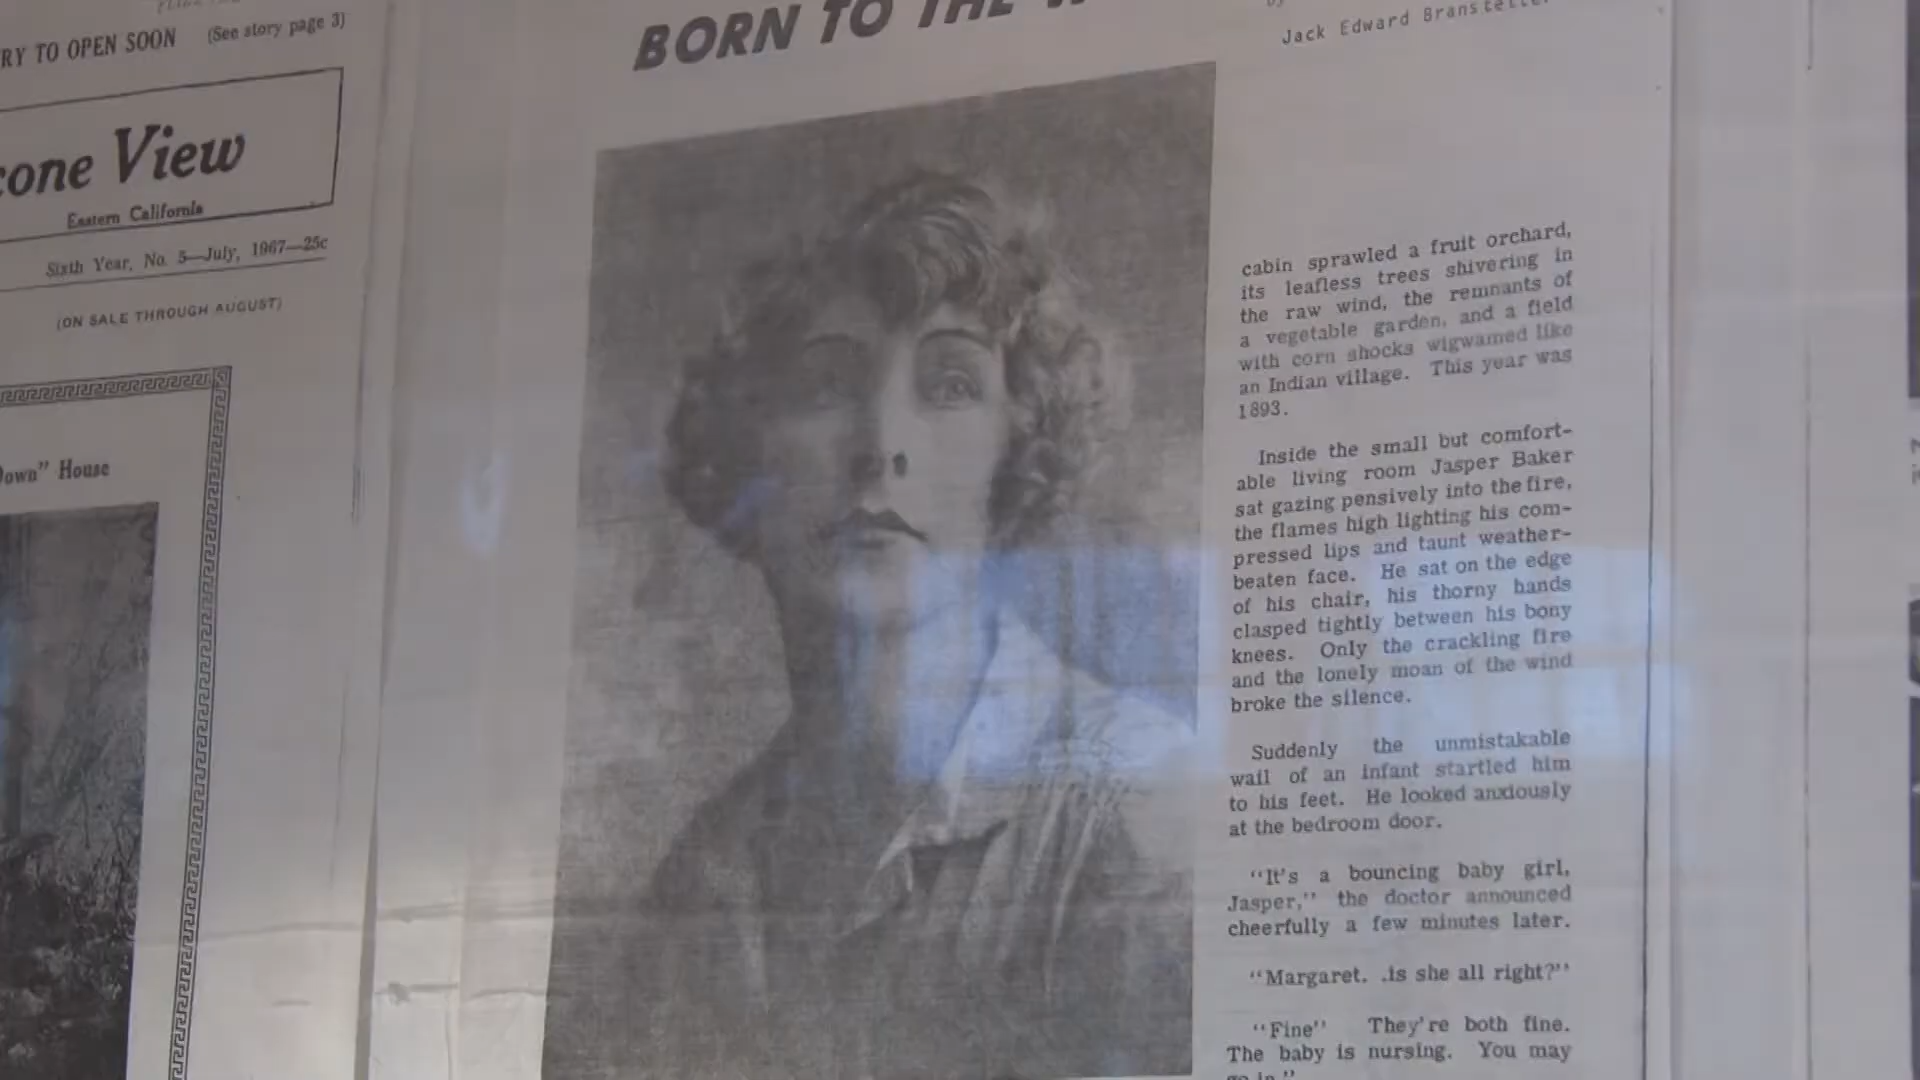 RY TO OPEN SOON (See story page 3)
cone View
Eastern California
Sixth Year, No. 5—July, 1967—25c
(ON SALE THROUGH AUGUST)
Down" House
BORN TO THE
by
Jack Edward Branstetter
cabin sprawled a fruit orchard,
its leafless trees shivering in
the raw wind, the remnants of
a vegetable garden, and a field
with corn shocks wigwamed like
an Indian village. This year was
1893.
Inside the small but comfort-
able living room Jasper Baker
sat gazing pensively into the fire,
the flames high lighting his com-
pressed lips and taunt weather-
beaten face. He sat on the edge
of his chair, his thorny hands
clasped tightly between his bony
knees. Only the crackling fire
and the lonely moan of the wind
broke the silence.
Suddenly the unmistakable
wail of an infant startled him
to his feet. He looked anxiously
at the bedroom door.
"It's a bouncing baby girl,
Jasper," the doctor announced
cheerfully a few minutes later.
"Margaret. .is she all right?"
"Fine" They're both fine.
The baby is nursing. You may
go in."